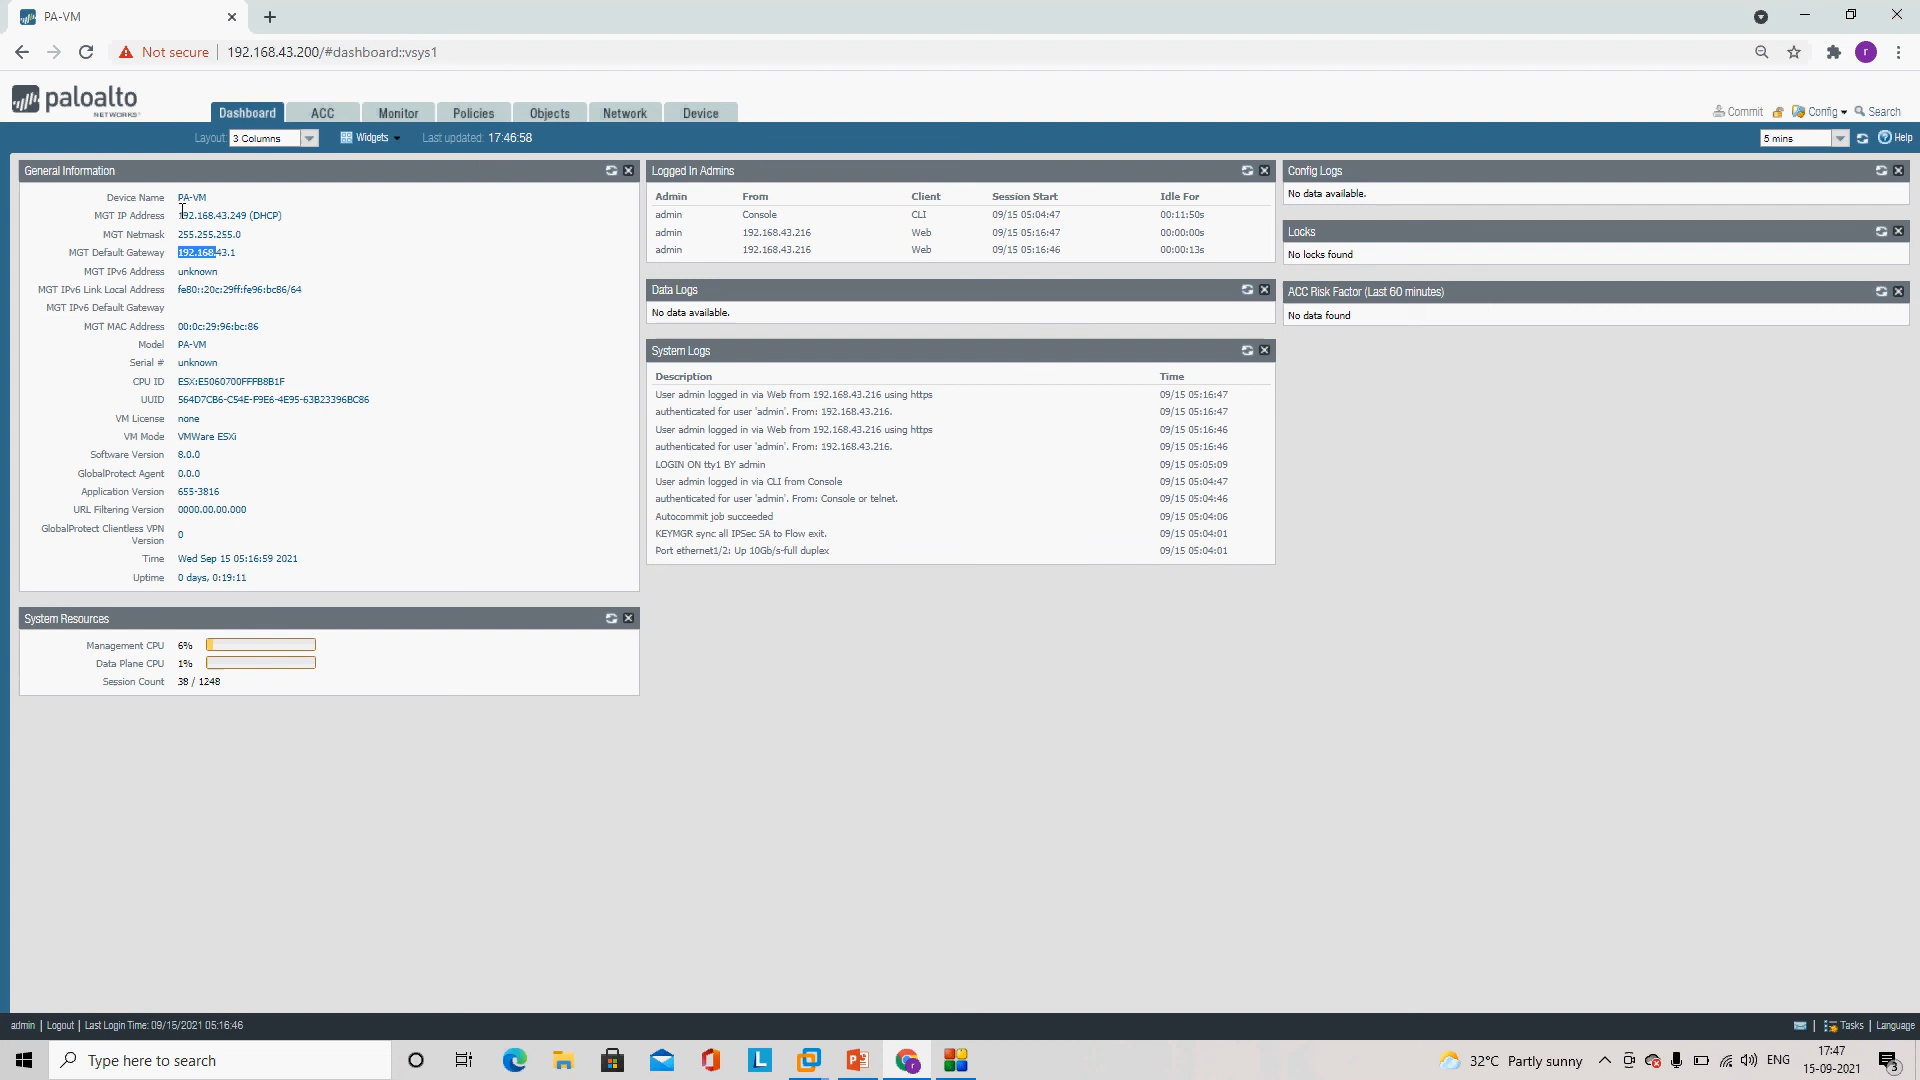 PA-VM
Not secure | 192.168.43.200/#dashboard::vsys1
r
paloalto
NETWORKS
Dashboard ACC Monitor Policies Objects Network Device
Commit Config Search
Layout 3 Columns Widgets Last updated: 17:46:58 5 mins Help
General Information
Device Name PA-VM
MGT IP Address 192.168.43.249 (DHCP)
MGT Netmask 255.255.255.0
MGT Default Gateway 192.168.43.1
MGT IPv6 Address unknown
MGT IPv6 Link Local Address fe80::20c:29ff:fe96:bc86/64
MGT IPv6 Default Gateway
MGT MAC Address 00:0c:29:96:bc:86
Model PA-VM
Serial # unknown
CPU ID ESX:E5060700FFFB8B1F
UUID 564D7CB6-C54E-F9E6-4E95-63B23396BC86
VM License none
VM Mode VMWare ESXi
Software Version 8.0.0
GlobalProtect Agent 0.0.0
Application Version 655-3816
URL Filtering Version 0000.00.00.000
GlobalProtect Clientless VPN
Version 0
Time Wed Sep 15 05:16:59 2021
Uptime 0 days, 0:19:11
System Resources
Management CPU 6%
Data Plane CPU 1%
Session Count 38 / 1248
Logged In Admins
Admin From Client Session Start Idle For
admin Console CLI 09/15 05:04:47 00:11:50s
admin 192.168.43.216 Web 09/15 05:16:47 00:00:00s
admin 192.168.43.216 Web 09/15 05:16:46 00:00:13s
Data Logs
No data available.
System Logs
Description Time
User admin logged in via Web from 192.168.43.216 using https 09/15 05:16:47
authenticated for user 'admin'. From: 192.168.43.216. 09/15 05:16:47
User admin logged in via Web from 192.168.43.216 using https 09/15 05:16:46
authenticated for user 'admin'. From: 192.168.43.216. 09/15 05:16:46
LOGIN ON tty1 BY admin 09/15 05:05:09
User admin logged in via CLI from Console 09/15 05:04:47
authenticated for user 'admin'. From: Console or telnet. 09/15 05:04:46
Autocommit job succeeded 09/15 05:04:06
KEYMGR sync all IPSec SA to Flow exit. 09/15 05:04:01
Port ethernet1/2: Up 10Gb/s-full duplex 09/15 05:04:01
Config Logs
No data available.
Locks
No locks found
ACC Risk Factor (Last 60 minutes)
No data found
admin | Logout | Last Login Time: 09/15/2021 05:16:46 | Tasks | Language
Type here to search
L
32°C Partly sunny ENG 17:47
15-09-2021
3